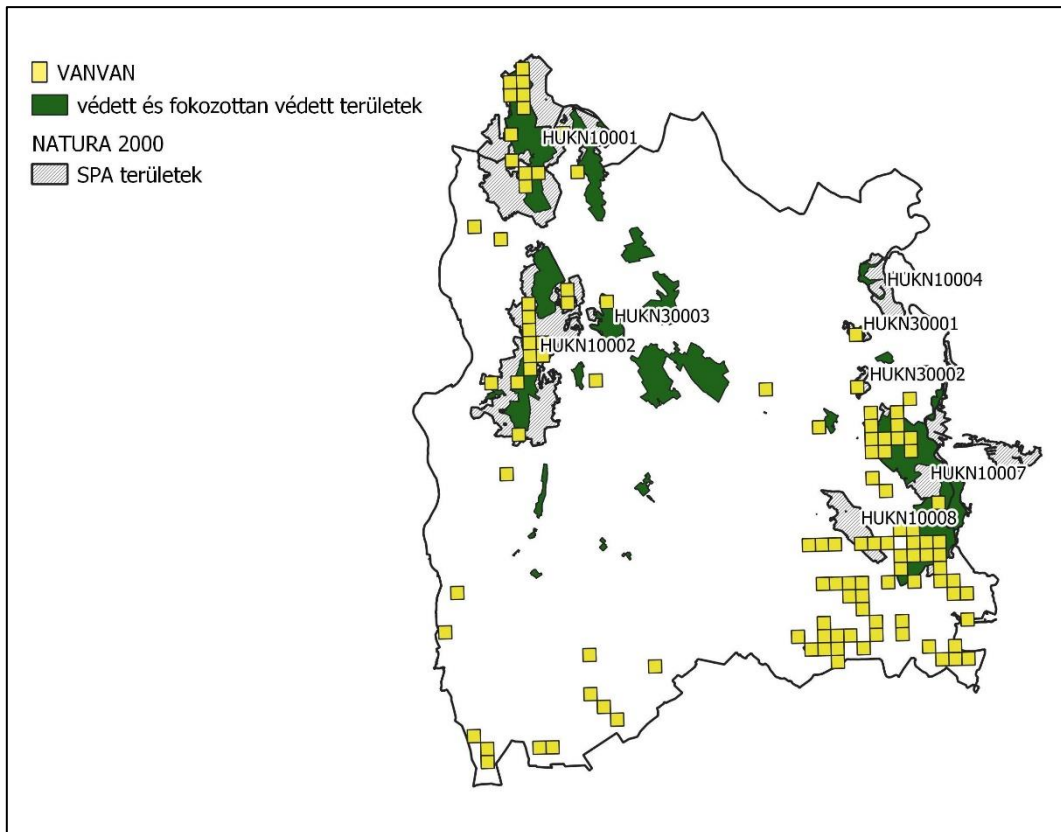 VANVAN
védett és fokozottan védett területek
NATURA 2000
SPA területek
HUKN10001
HUKN10004
HUKN30003
HUKN30001
HUKN10002
HUKN30002
HUKN10007
HUKN10008